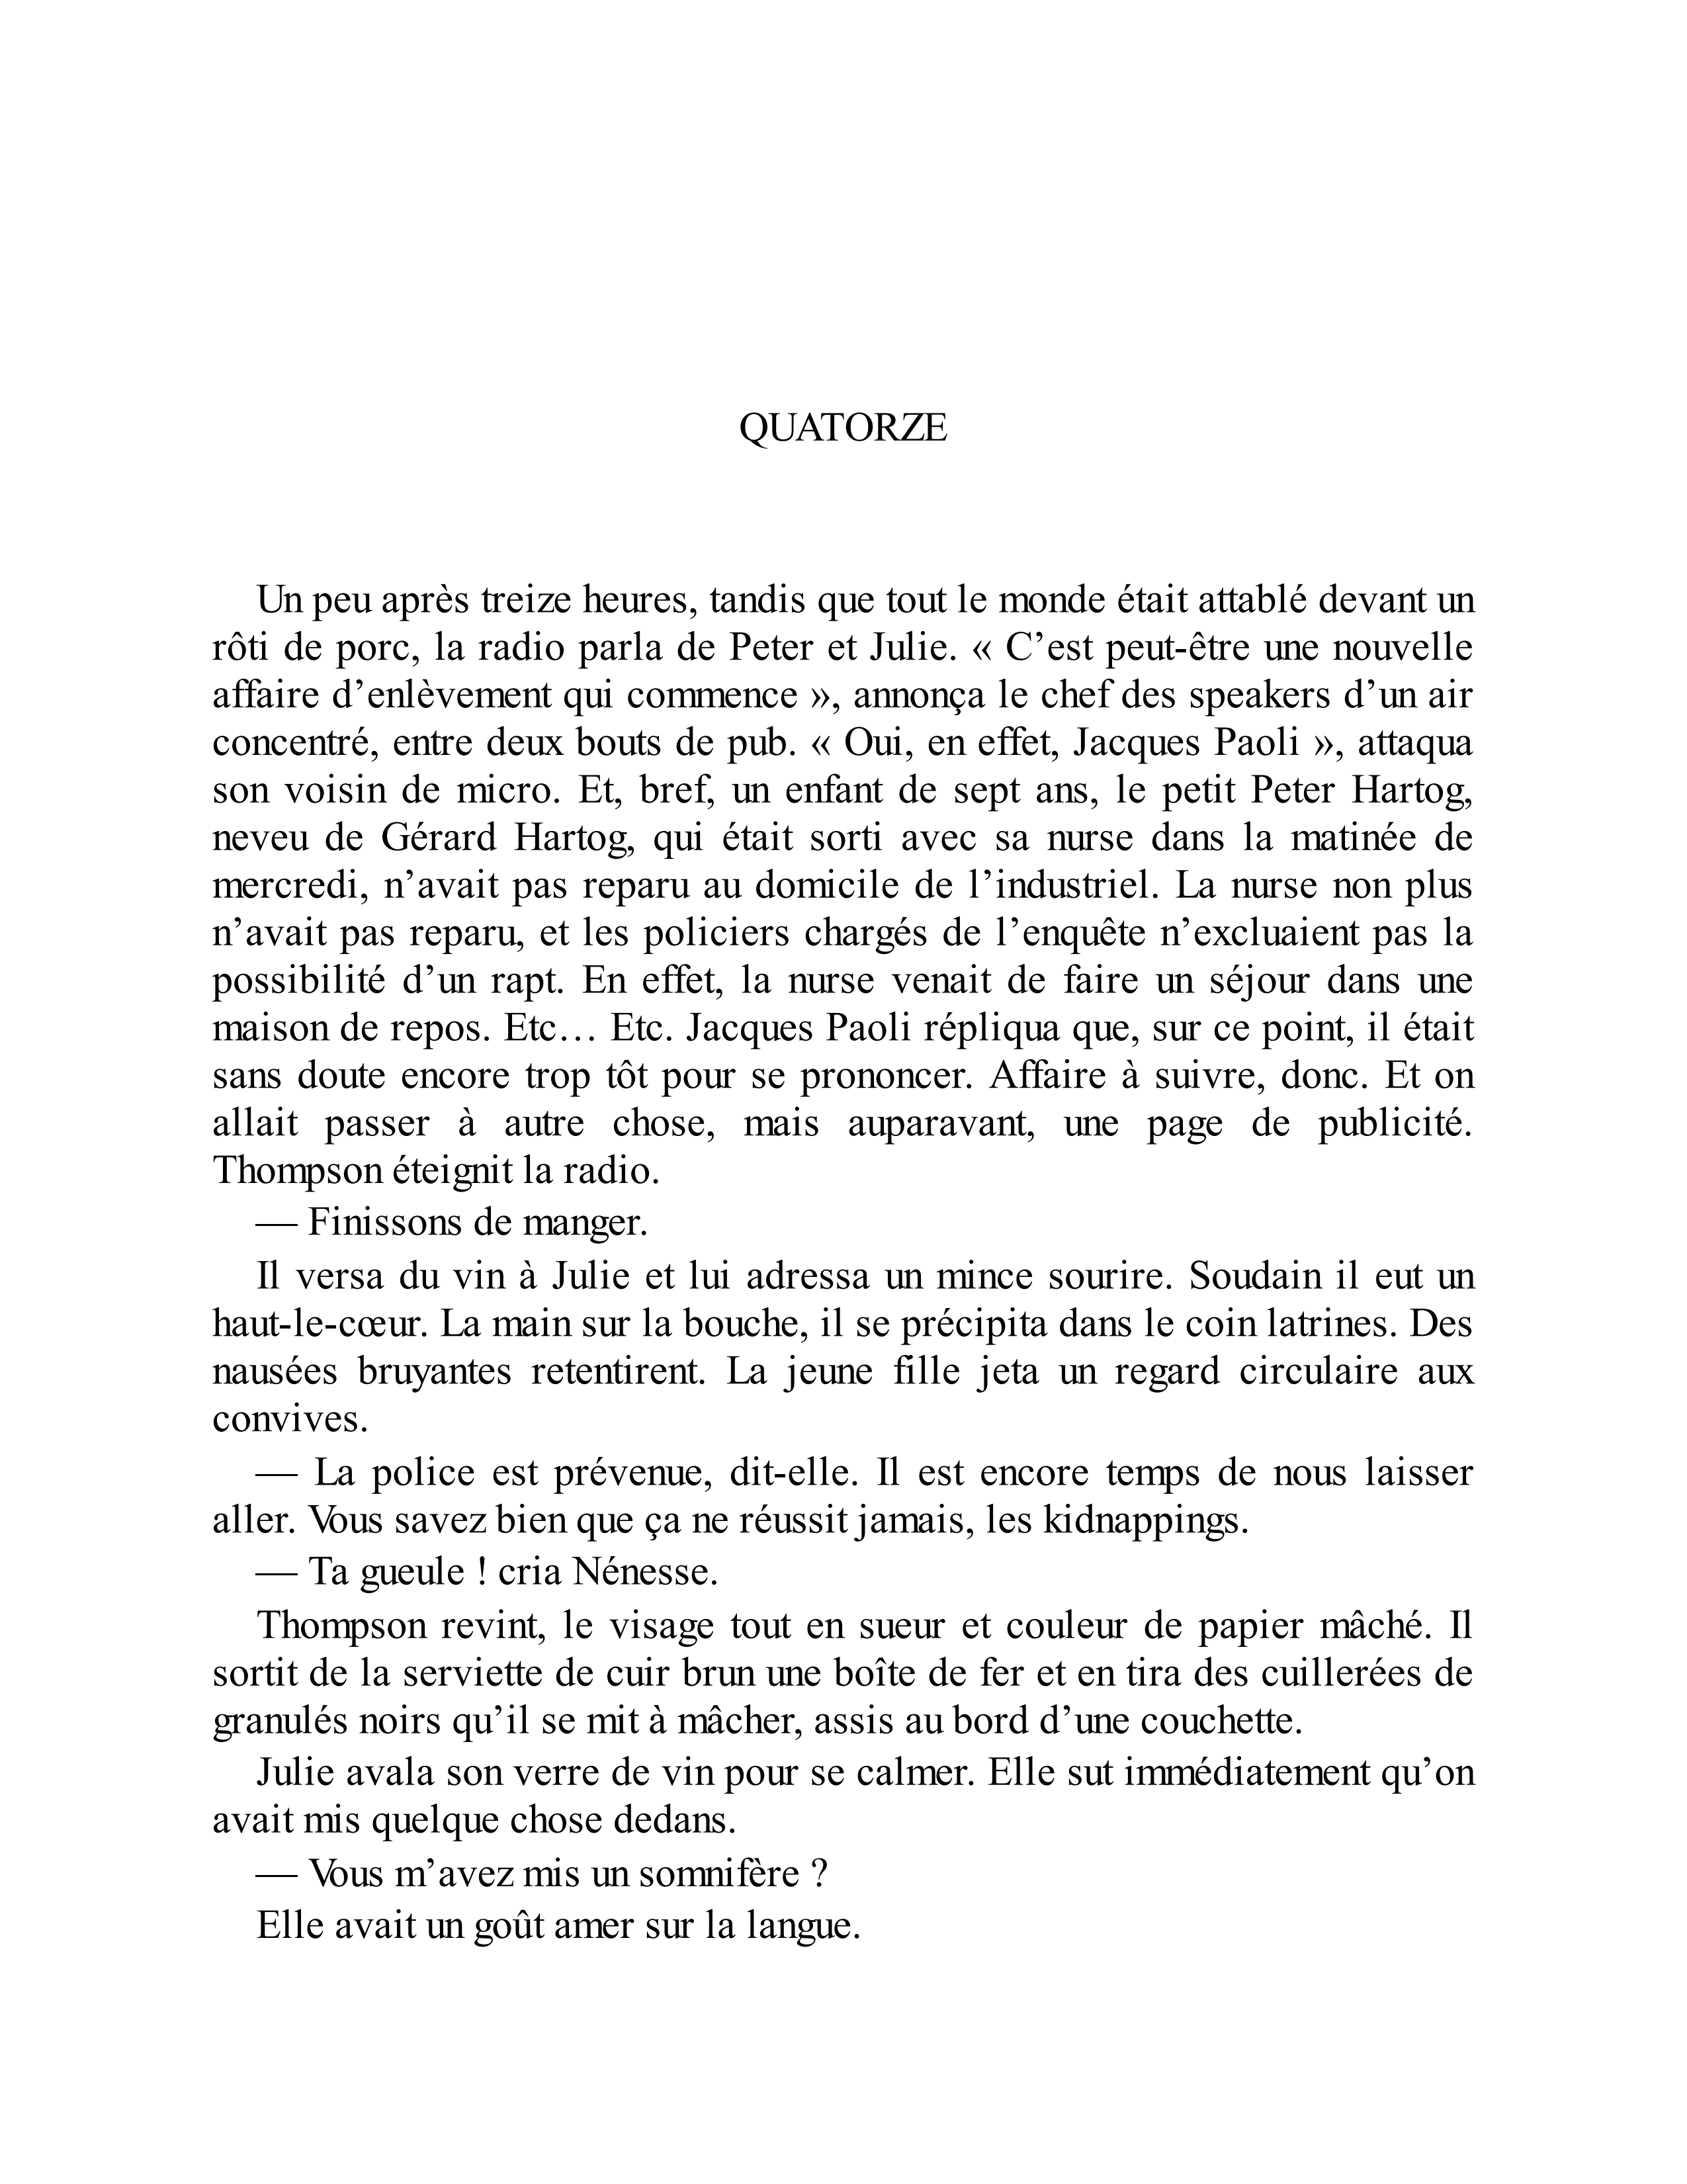 QUATORZE
Un peu après treize heures, tandis que tout le monde était attablé devant un
rôti de porc, la radio parla de Peter et Julie. « C’est peut-être une nouvelle
affaire d’enlèvement qui commence », annonça le chef des speakers d’un air
concentré, entre deux bouts de pub. « Oui, en effet, Jacques Paoli », attaqua
son voisin de micro. Et, bref, un enfant de sept ans, le petit Peter Hartog,
neveu de Gérard Hartog, qui était sorti avec sa nurse dans la matinée de
mercredi, n’avait pas reparu au domicile de l’industriel. La nurse non plus
n’avait pas reparu, et les policiers chargés de l’enquête n’excluaient pas la
possibilité d’un rapt. En effet, la nurse venait de faire un séjour dans une
maison de repos. Etc… Etc. Jacques Paoli répliqua que, sur ce point, il était
sans doute encore trop tôt pour se prononcer. Affaire à suivre, donc. Et on
allait passer à autre chose, mais auparavant, une page de publicité.
Thompson éteignit la radio.
— Finissons de manger.
Il versa du vin à Julie et lui adressa un mince sourire. Soudain il eut un
haut-le-cœur. La main sur la bouche, il se précipita dans le coin latrines. Des
nausées bruyantes retentirent. La jeune fille jeta un regard circulaire aux
convives.
— La police est prévenue, dit-elle. Il est encore temps de nous laisser
aller. Vous savez bien que ça ne réussit jamais, les kidnappings.
— Ta gueule ! cria Nénesse.
Thompson revint, le visage tout en sueur et couleur de papier mâché. Il
sortit de la serviette de cuir brun une boîte de fer et en tira des cuillerées de
granulés noirs qu’il se mit à mâcher, assis au bord d’une couchette.
Julie avala son verre de vin pour se calmer. Elle sut immédiatement qu’on
avait mis quelque chose dedans.
— Vous m’avez mis un somnifère ?
Elle avait un goût amer sur la langue.